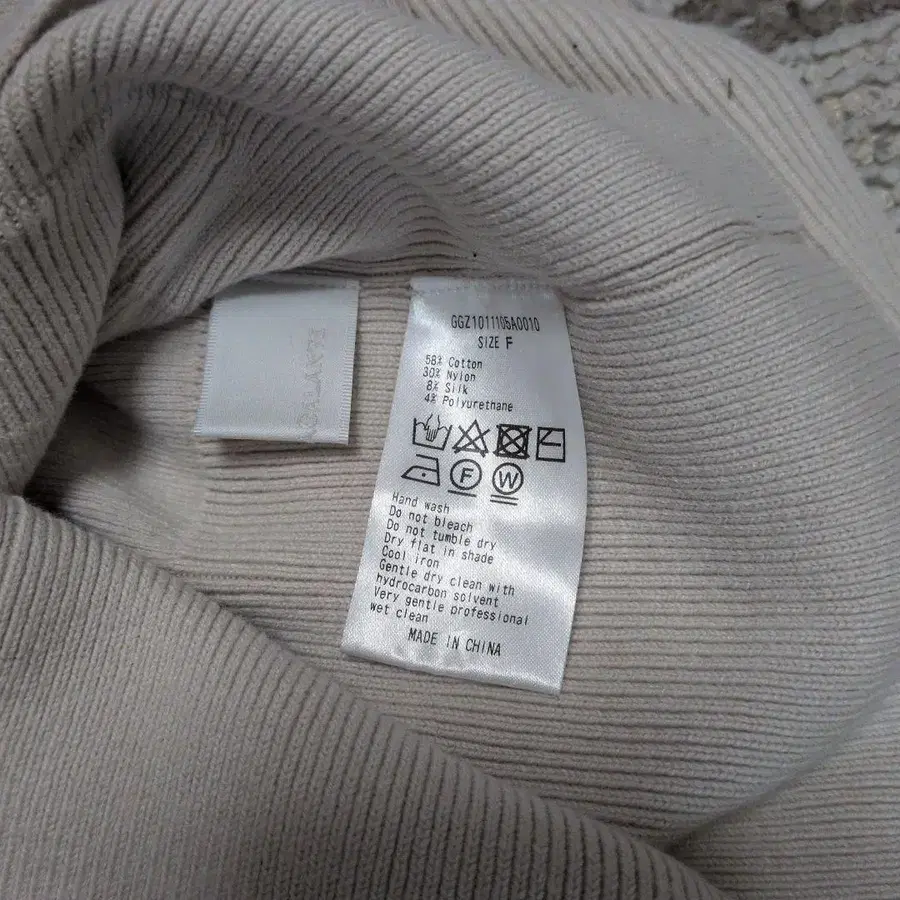 GGZ1011105A0010
SIZE F
58% Cotton
30% Nylon
8% Silk
4% Polyurethane
F W
Hand wash
Do not bleach
Do not tumble dry
Dry flat in shade
Cool iron
Gentle dry clean with
hydrocarbon solvent
Very gentle professional
wet clean
MADE IN CHINA